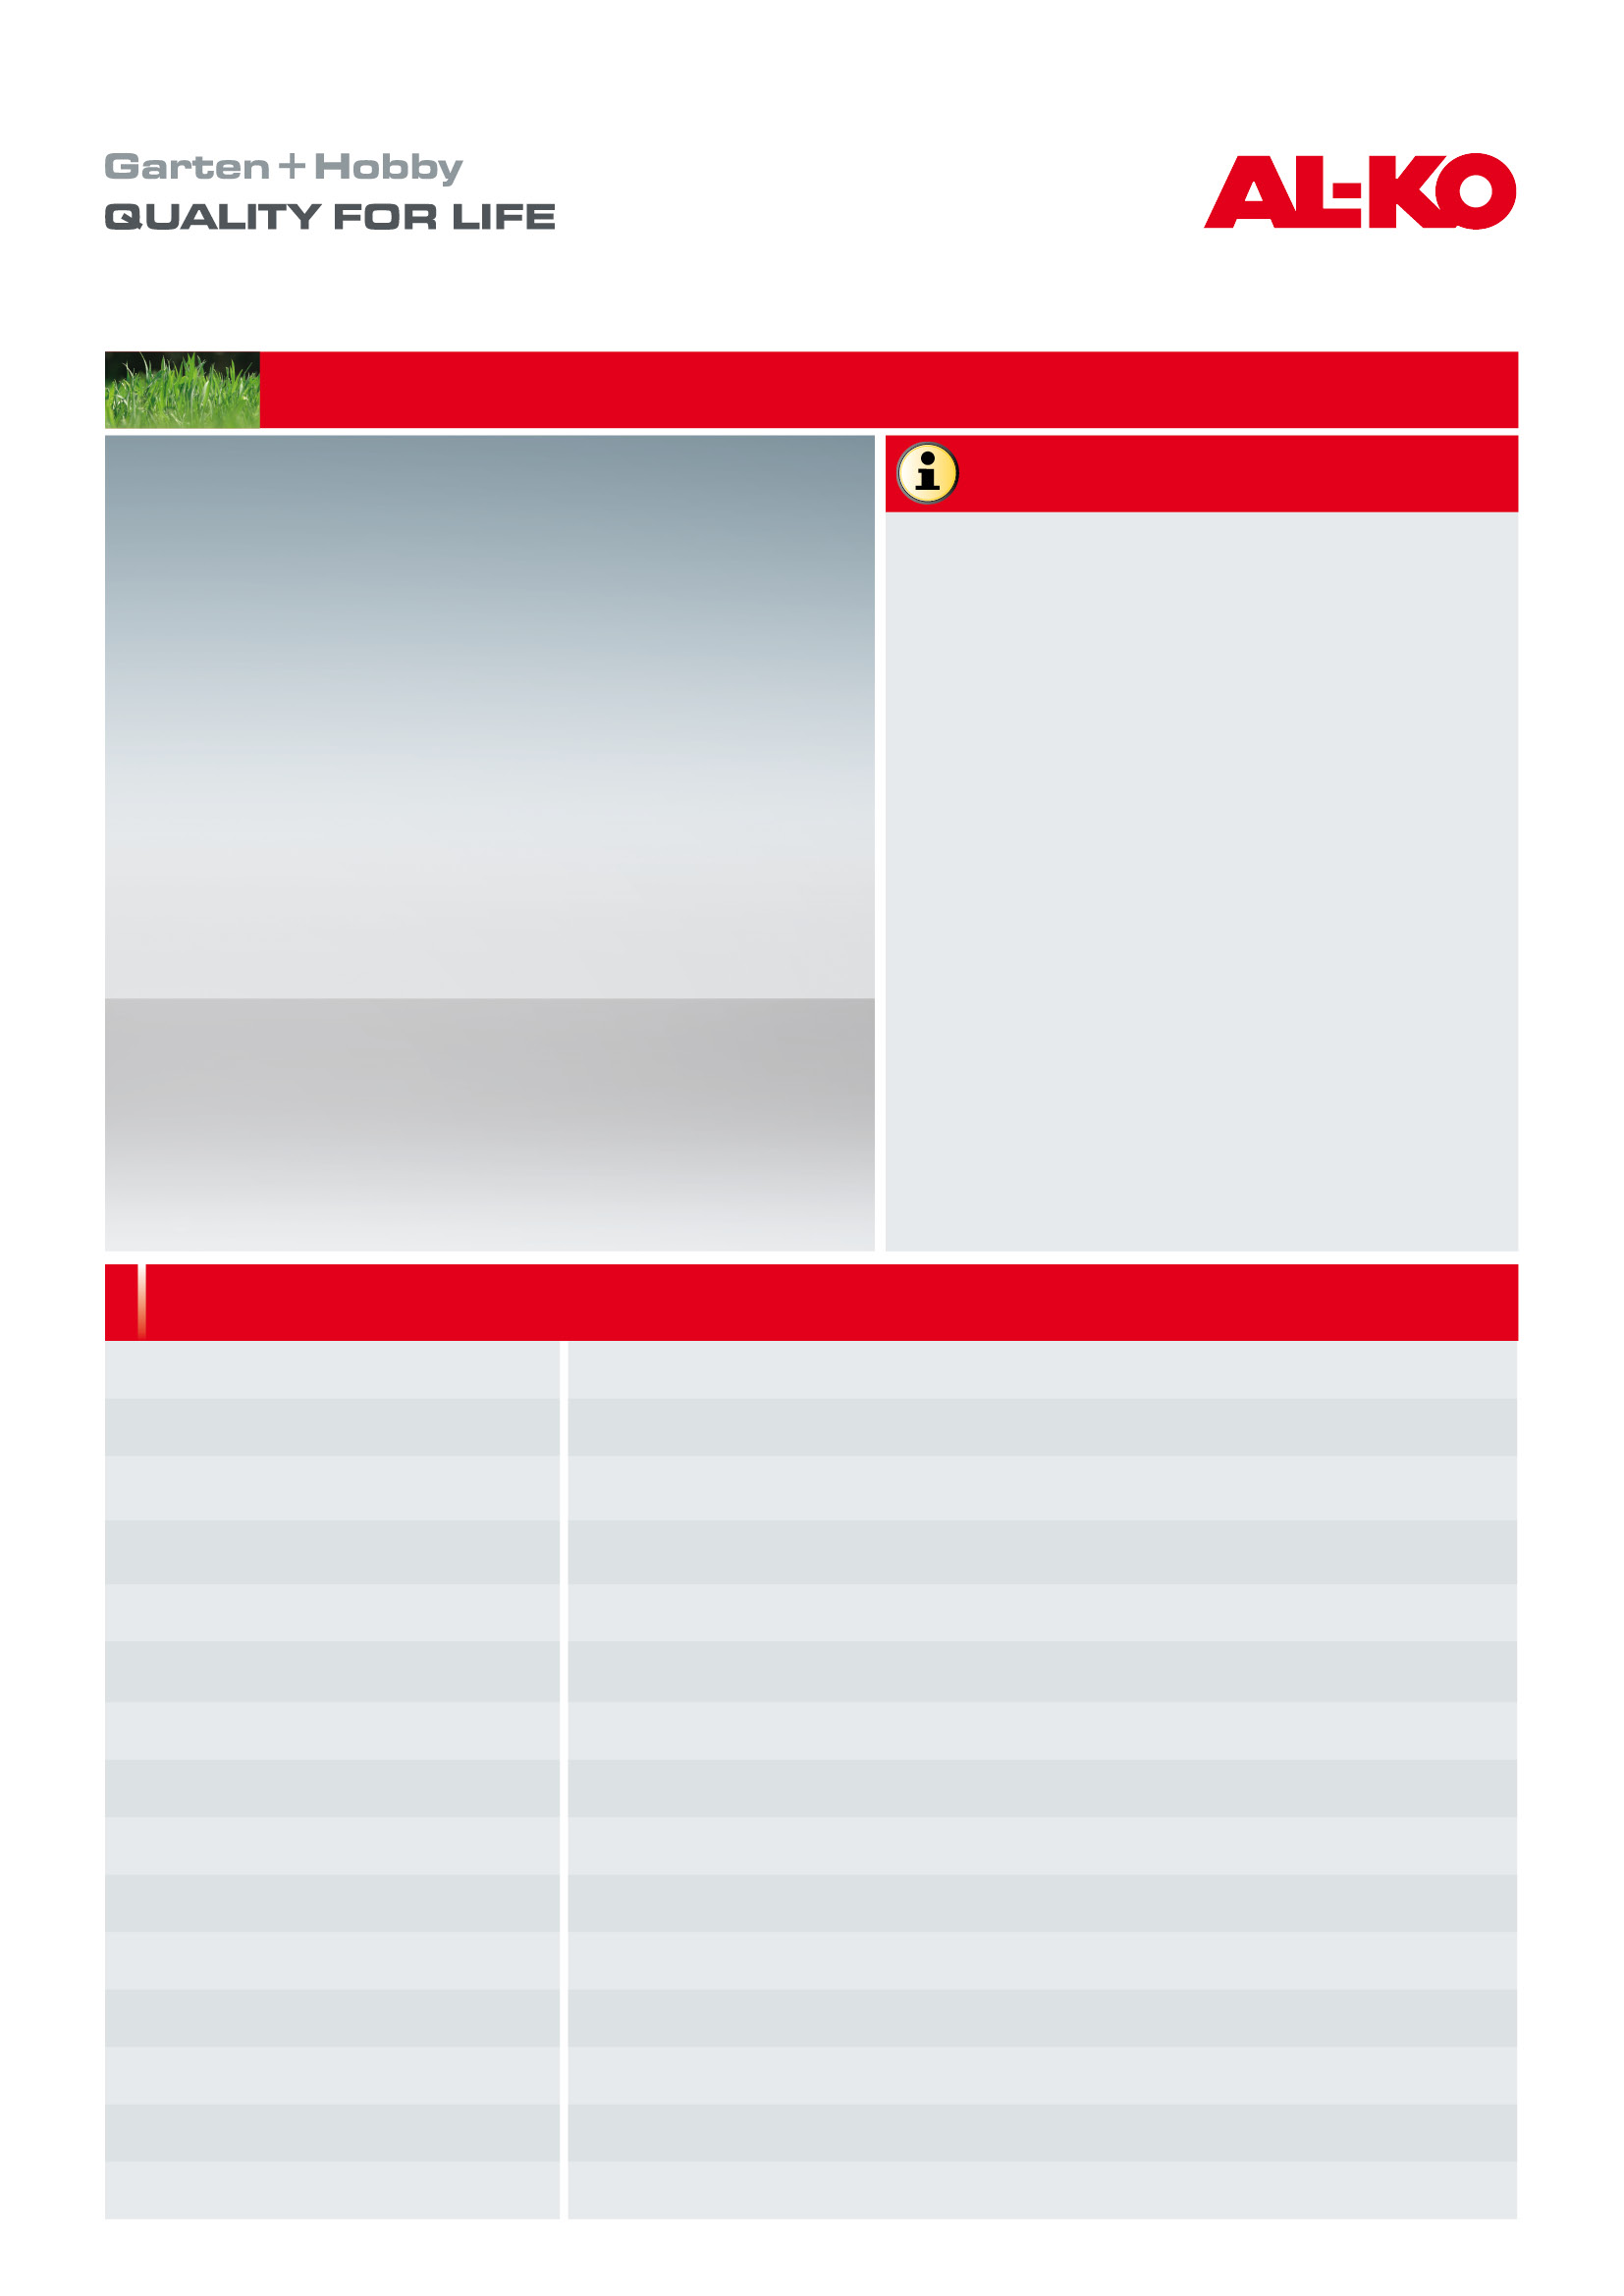 Garten+Hobby
QUALITY FOR LIFE
AL-KO
i